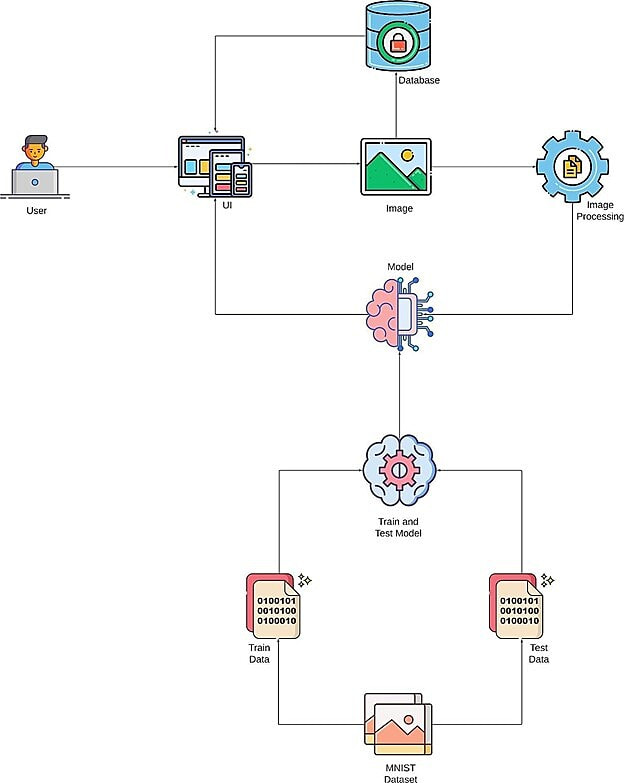 Database
User
UI
Image
Image
Processing
Model
Train and
Test Model
0100101
0010100
0100010
0100101
0010100
0100010
Train
Data
Test
Data
MNIST
Dataset